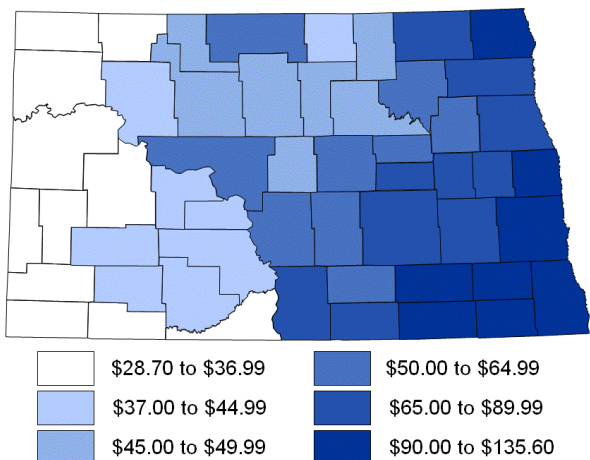 $28.70 to $36.99
$50.00 to $64.99
$37.00 to $44.99
$65.00 to $89.99
$45.00 to $49.99
$90.00 to $135.60